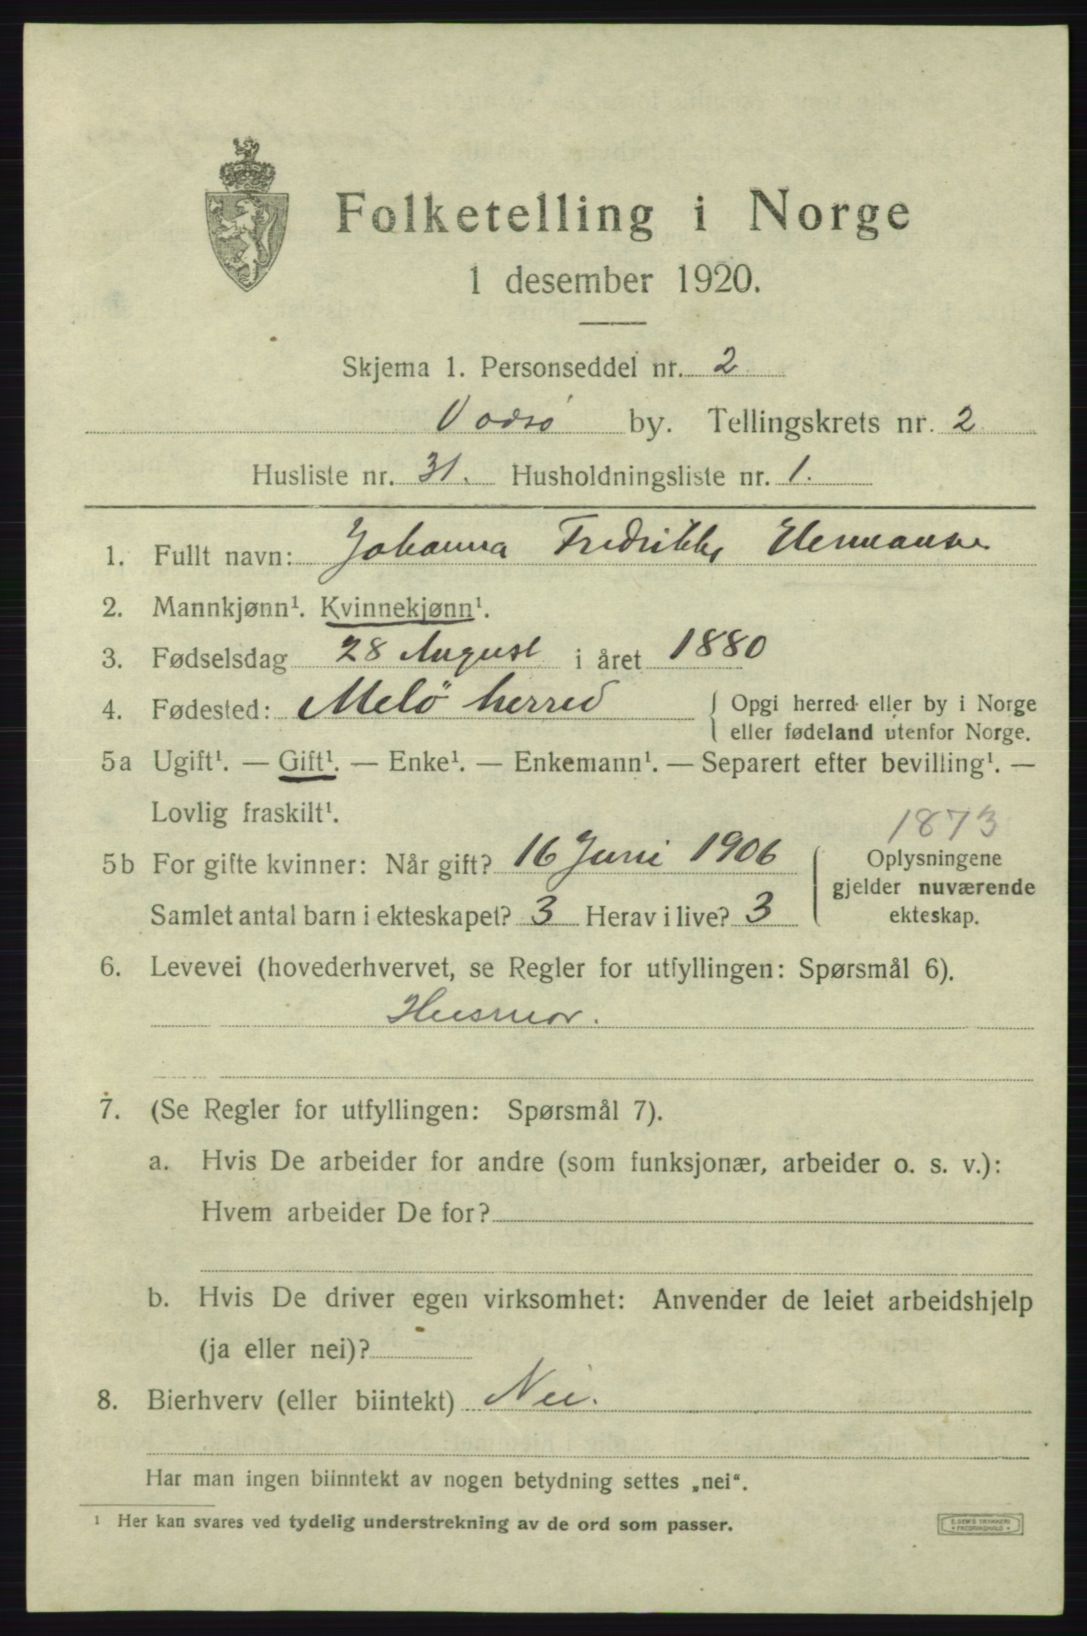 Folketelling i Norge
1 desember 1920.
Skjema 1. Personseddel nr. 2
Vadsø by. Tellingskrets nr. 2
Husliste nr. 31. Husholdningsliste nr. 1.
1. Fullt navn: Johanna Fredrikke Hermansen
2. Mannkjønn¹. Kvinnekjønn¹.
3. Fødselsdag 28 August i året 1880
4. Fødested: Melö herred { Opgi herred eller by i Norge
eller fødeland utenfor Norge.
5a Ugift¹. — Gift¹. — Enke¹. — Enkemann¹. — Separert efter bevilling¹. —
Lovlig fraskilt¹.
1873
5b For gifte kvinner: Når gift? 16 Juni 1906
Samlet antal barn i ekteskapet? 3 Herav i live? 3
{ Oplysningene
gjelder nuværende
ekteskap.
6. Levevei (hovederhvervet, se Regler for utfyllingen: Spørsmål 6).
Husmor.
7. (Se Regler for utfyllingen: Spørsmål 7).
a. Hvis De arbeider for andre (som funksjonær, arbeider o. s. v.):
Hvem arbeider De for?
b. Hvis De driver egen virksomhet: Anvender de leiet arbeidshjelp
(ja eller nei)?
8. Bierhverv (eller biintekt) Nei.
Har man ingen biinntekt av nogen betydning settes „nei“.
¹ Her kan svares ved tydelig understrekning av de ord som passer.
E. SEMS TRYKKERI
• FREDRIKSHALD •